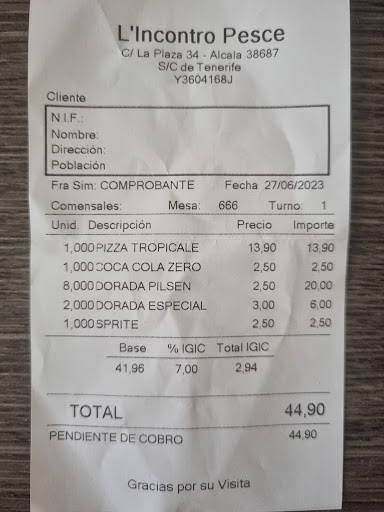 L'Incontro Pesce
C/ La Plaza 34 - Alcala 38687
S/C de Tenerife
Y3604168J
Cliente
N.I.F.:
Nombre:
Dirección:
Población
Fra Sim: COMPROBANTE Fecha 27/06/2023
Comensales: Mesa: 666 Turno: 1
Unid. Descripción Precio Importe
1,000 PIZZA TROPICALE 13,90 13,90
1,000 COCA COLA ZERO 2,50 2,50
8,000 DORADA PILSEN 2,50 20,00
2,000 DORADA ESPECIAL 3,00 6,00
1,000 SPRITE 2,50 2,50
Base % IGIC Total IGIC
41,96 7,00 2,94
TOTAL 44,90
PENDIENTE DE COBRO 44,90
Gracias por su Visita